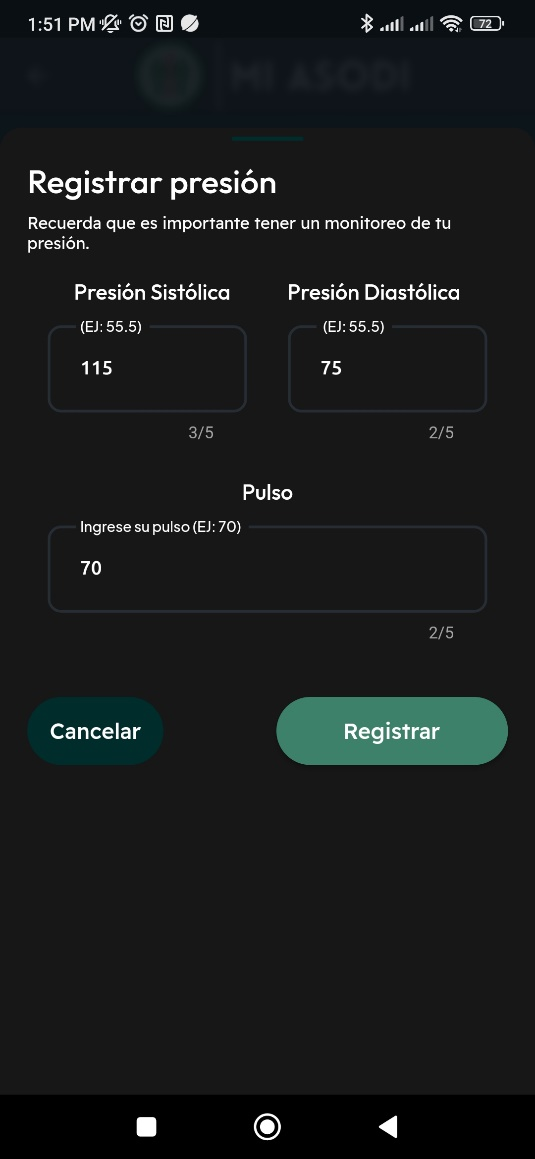 1:51 PM
72
MI ASODI
Registrar presión
Recuerda que es importante tener un monitoreo de tu
presión.
Presión Sistólica
Presión Diastólica
(EJ: 55.5)
(EJ: 55.5)
115
75
3/5
2/5
Pulso
Ingrese su pulso (EJ: 70)
70
2/5
Cancelar
Registrar